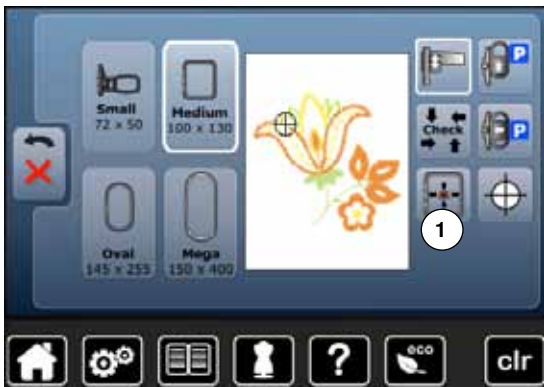 Small
72 x 50
Medium
100 x 130
P
Check
P
1
Oval
145 x 255
Mega
150 x 400
?
eco
clr